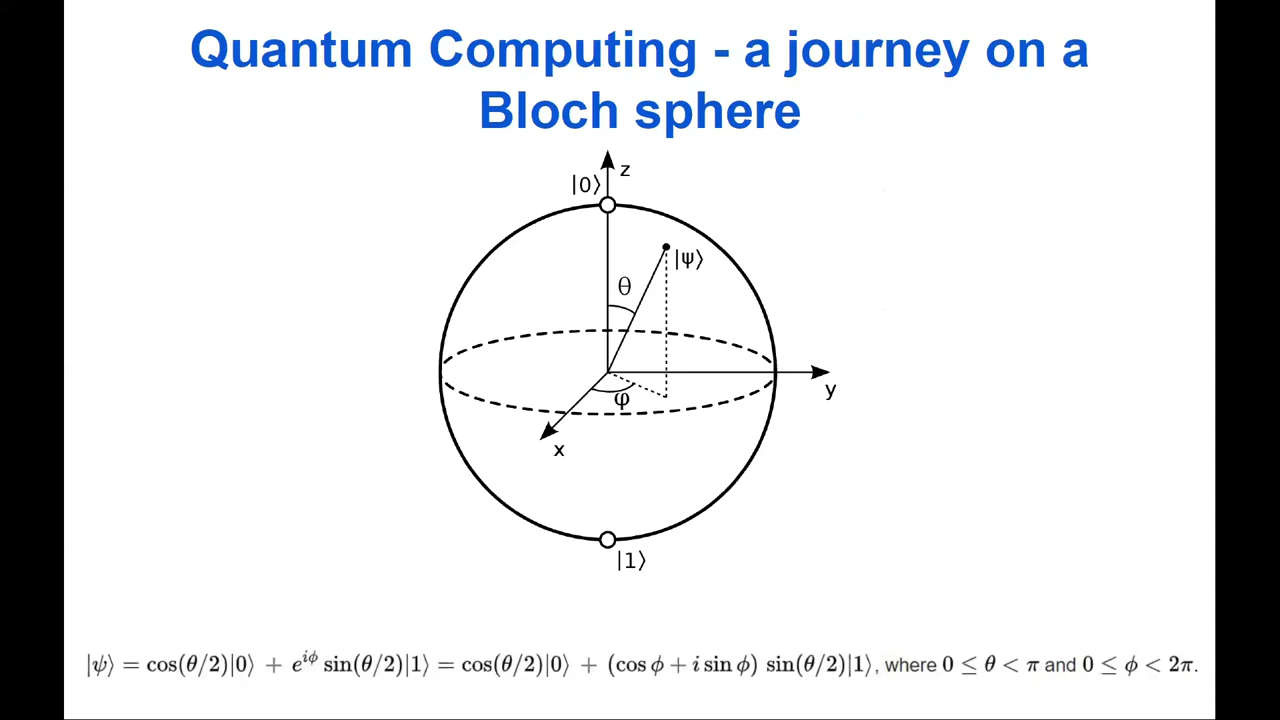 Quantum Computing - a journey on a
Bloch sphere
z
|0⟩
|ψ⟩
θ
y
φ
x
|1⟩
|ψ⟩ = cos(θ/2)|0⟩ + e^{iϕ} sin(θ/2)|1⟩ = cos(θ/2)|0⟩ + (cos ϕ + i sin ϕ) sin(θ/2)|1⟩, where 0 ≤ θ < π and 0 ≤ ϕ < 2π.